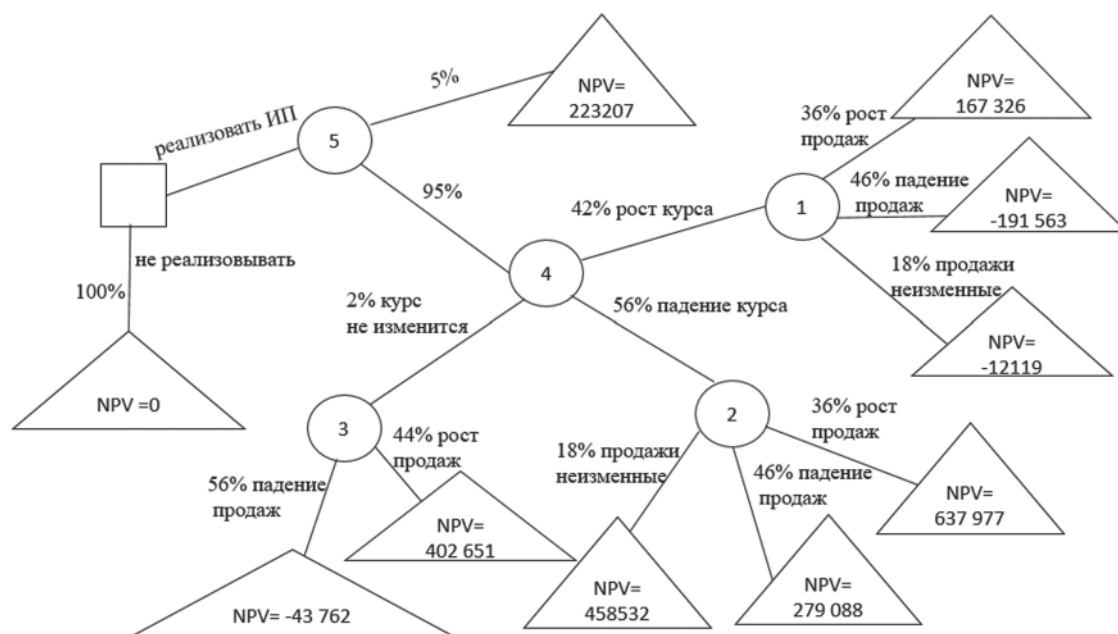 5%
NPV=
223207
реализовать ИП
5
NPV=
167 326
36% рост
продаж
95%
42% рост курса
1
46% падение
продаж
NPV=
-191 563
не реализовывать
100%
4
18% продажи
неизменные
2% курс
не изменится
56% падение курса
NPV=
-12119
NPV =0
3
44% рост
продаж
2
36% рост
продаж
56% падение
продаж
18% продажи
неизменные
46% падение
продаж
NPV=
637 977
NPV=
402 651
NPV= -43 762
NPV=
458532
NPV=
279 088